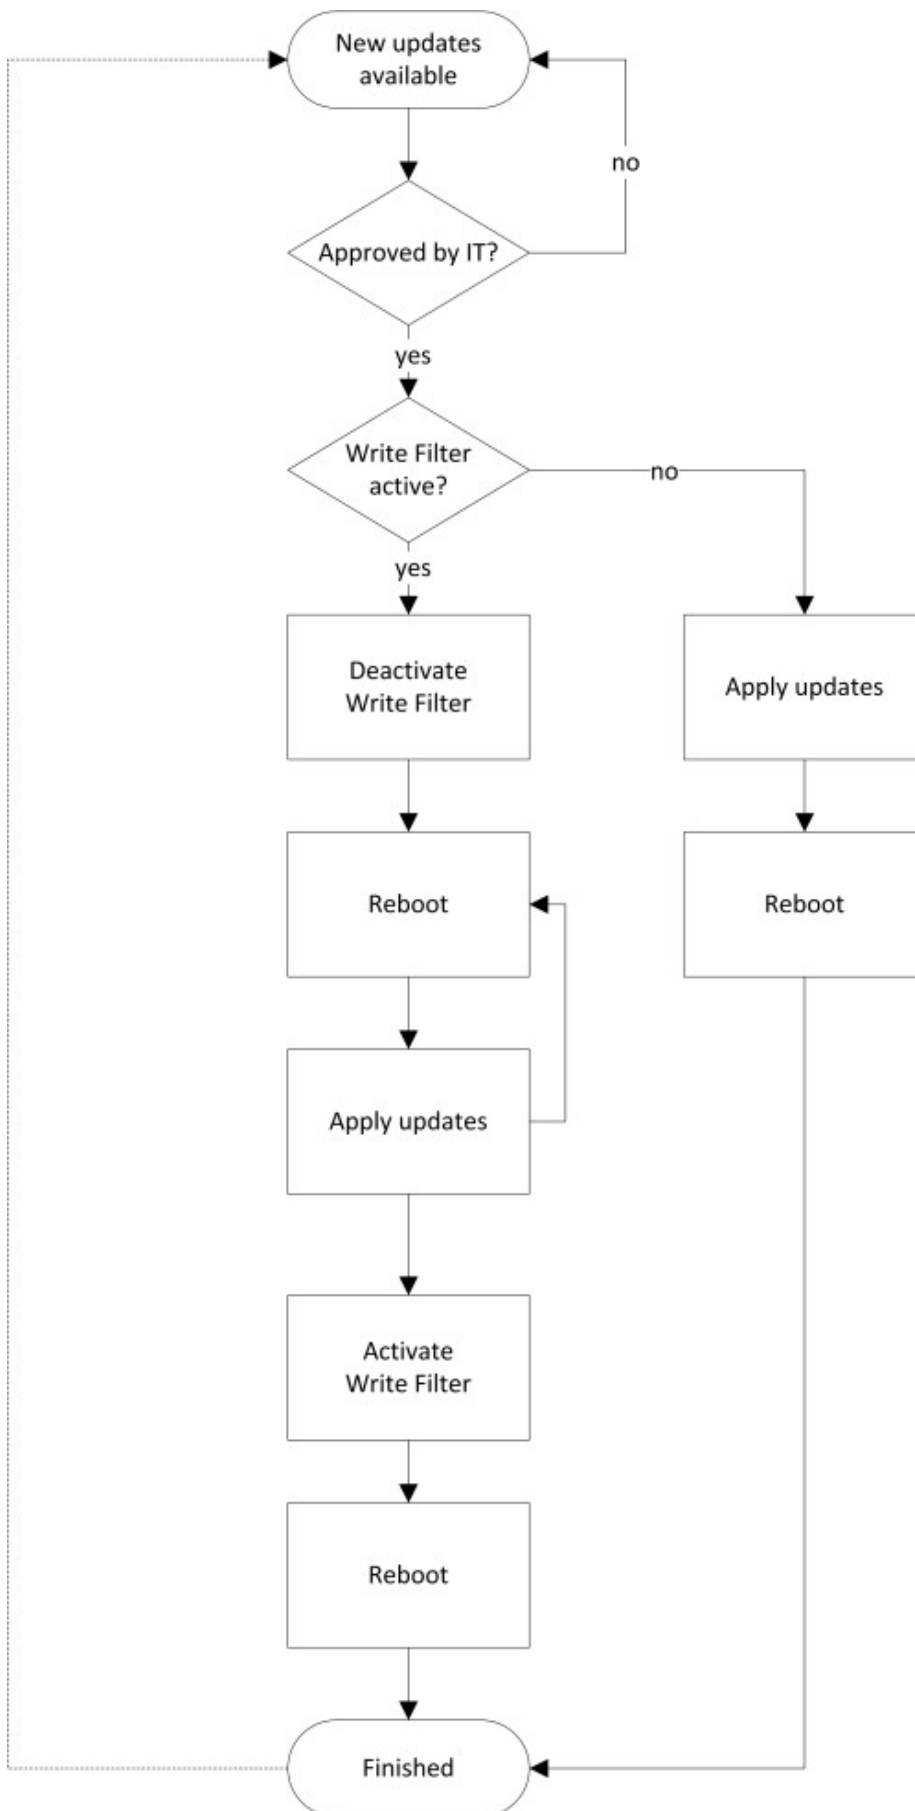 New updates
available
no
Approved by IT?
yes
Write Filter
active?
no
yes
Deactivate
Write Filter
Apply updates
Reboot
Reboot
Apply updates
Activate
Write Filter
Reboot
Finished